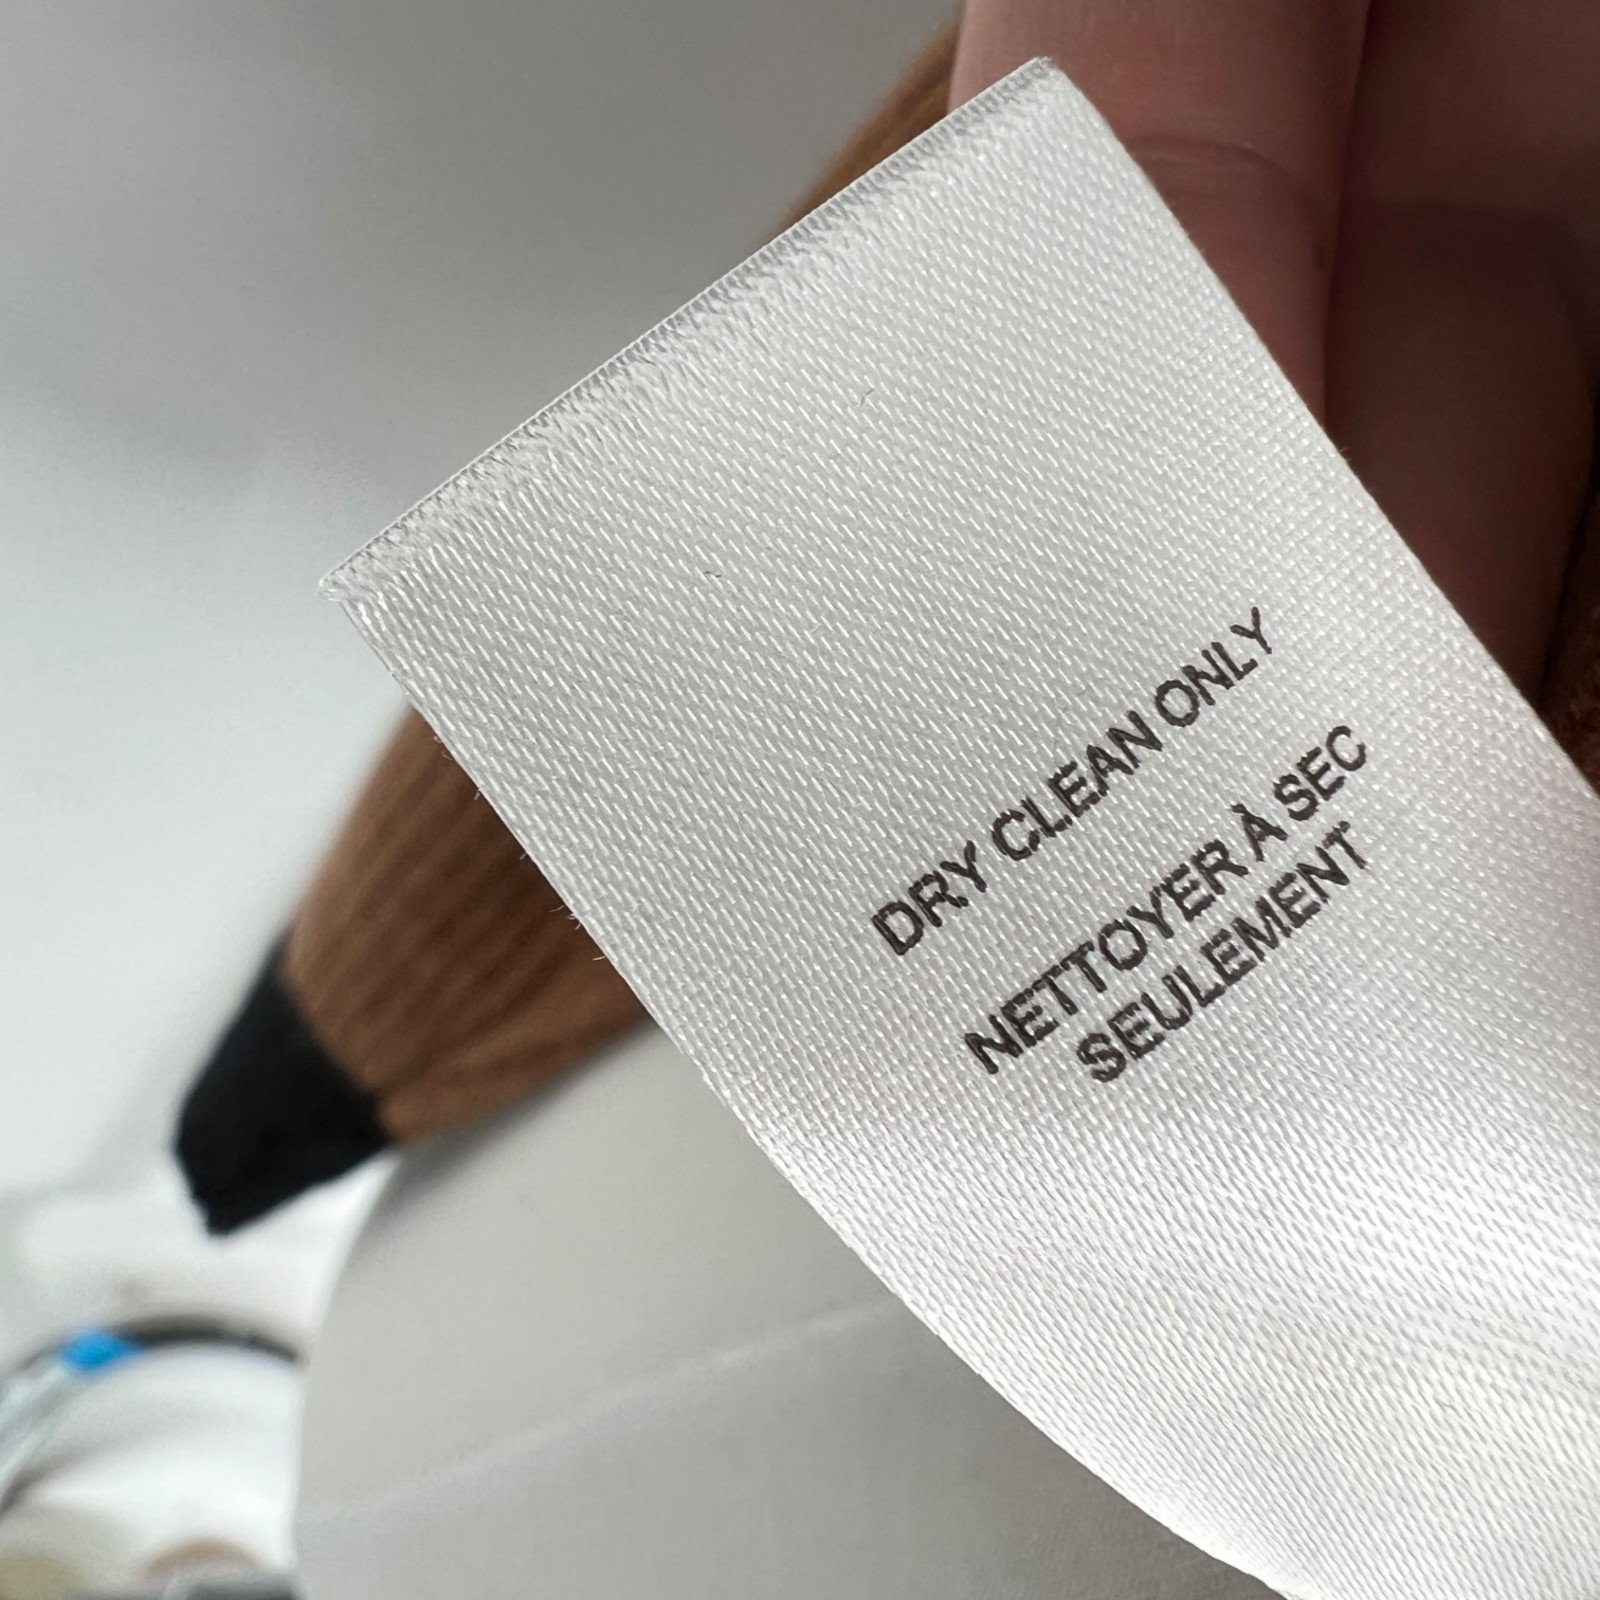 DRY CLEAN ONLY
NETTOYER À SEC
SEULEMENT